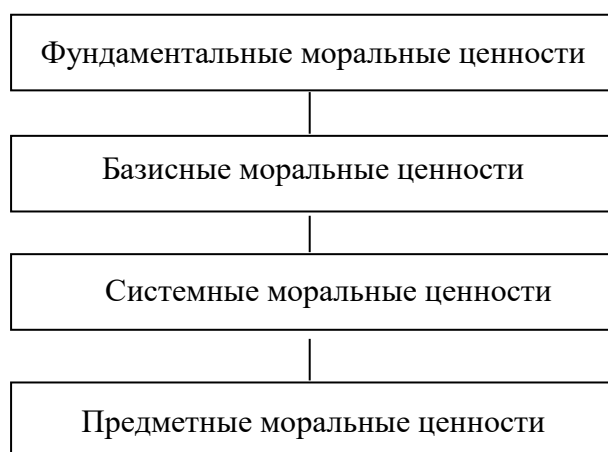 Фундаментальные моральные ценности
Базисные моральные ценности
Системные моральные ценности
Предметные моральные ценности